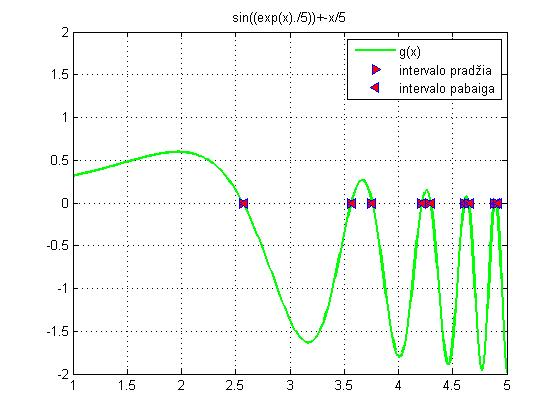 sin((exp(x)./5))+-x/5
g(x)
intervalo pradžia
intervalo pabaiga
2
1.5
1
0.5
0
-0.5
-1
-1.5
-2
1 1.5 2 2.5 3 3.5 4 4.5 5